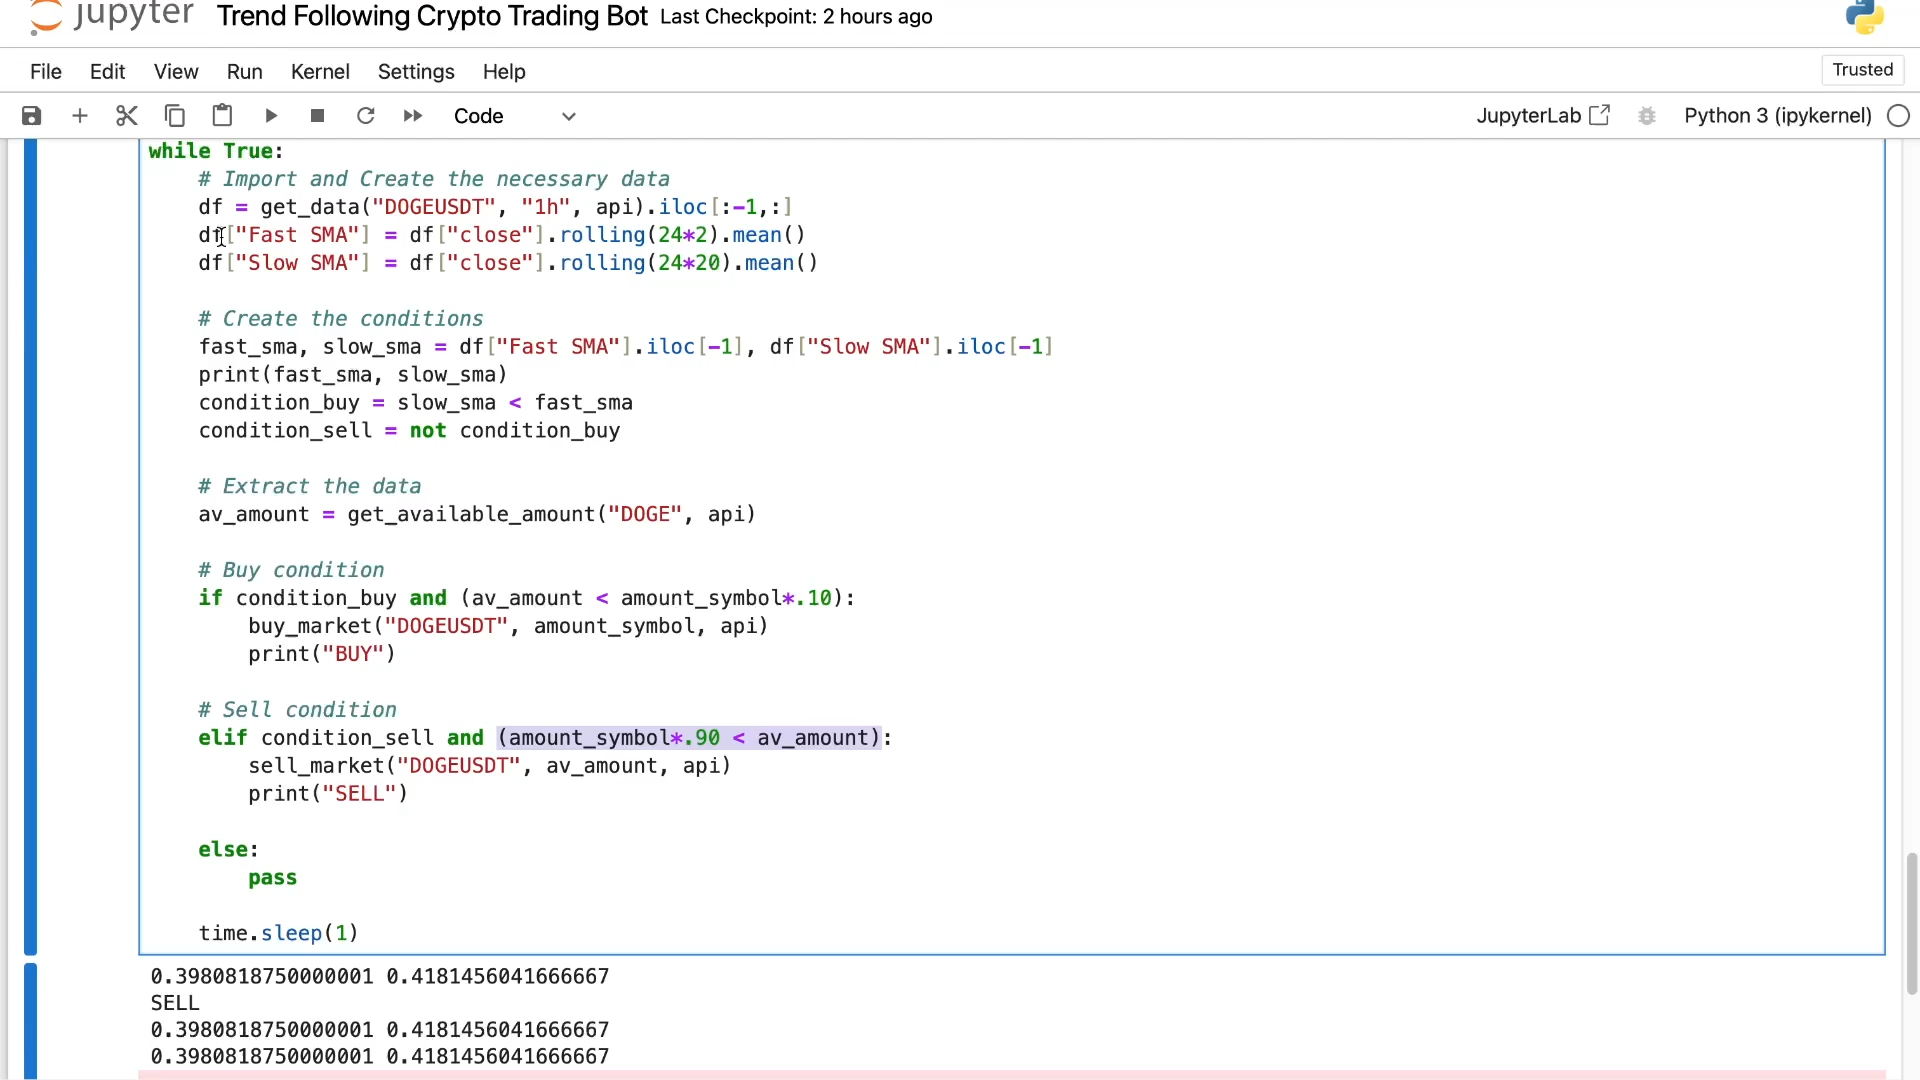 jupyter Trend Following Crypto Trading Bot Last Checkpoint: 2 hours ago
File Edit View Run Kernel Settings Help Trusted
Code JupyterLab Python 3 (ipykernel)
while True:
    # Import and Create the necessary data
    df = get_data("DOGEUSDT", "1h", api).iloc[:-1,:]
    df["Fast SMA"] = df["close"].rolling(24*2).mean()
    df["Slow SMA"] = df["close"].rolling(24*20).mean()
    # Create the conditions
    fast_sma, slow_sma = df["Fast SMA"].iloc[-1], df["Slow SMA"].iloc[-1]
    print(fast_sma, slow_sma)
    condition_buy = slow_sma < fast_sma
    condition_sell = not condition_buy
    # Extract the data
    av_amount = get_available_amount("DOGE", api)
    # Buy condition
    if condition_buy and (av_amount < amount_symbol*.10):
        buy_market("DOGEUSDT", amount_symbol, api)
        print("BUY")
    # Sell condition
    elif condition_sell and (amount_symbol*.90 < av_amount):
        sell_market("DOGEUSDT", av_amount, api)
        print("SELL")
    else:
        pass
    time.sleep(1)
0.3980818750000001 0.4181456041666667
SELL
0.3980818750000001 0.4181456041666667
0.3980818750000001 0.4181456041666667